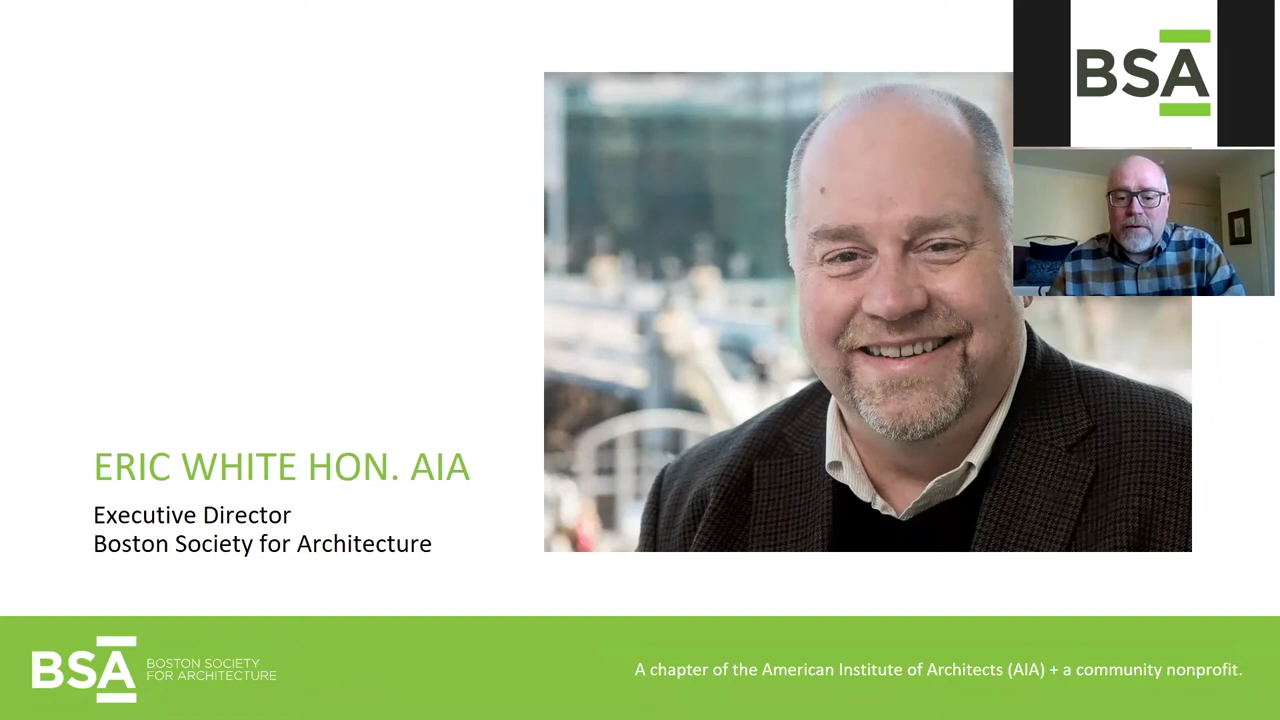 BSA
ERIC WHITE HON. AIA
Executive Director
Boston Society for Architecture
BSA
BOSTON SOCIETY
FOR ARCHITECTURE
A chapter of the American Institute of Architects (AIA) + a community nonprofit.